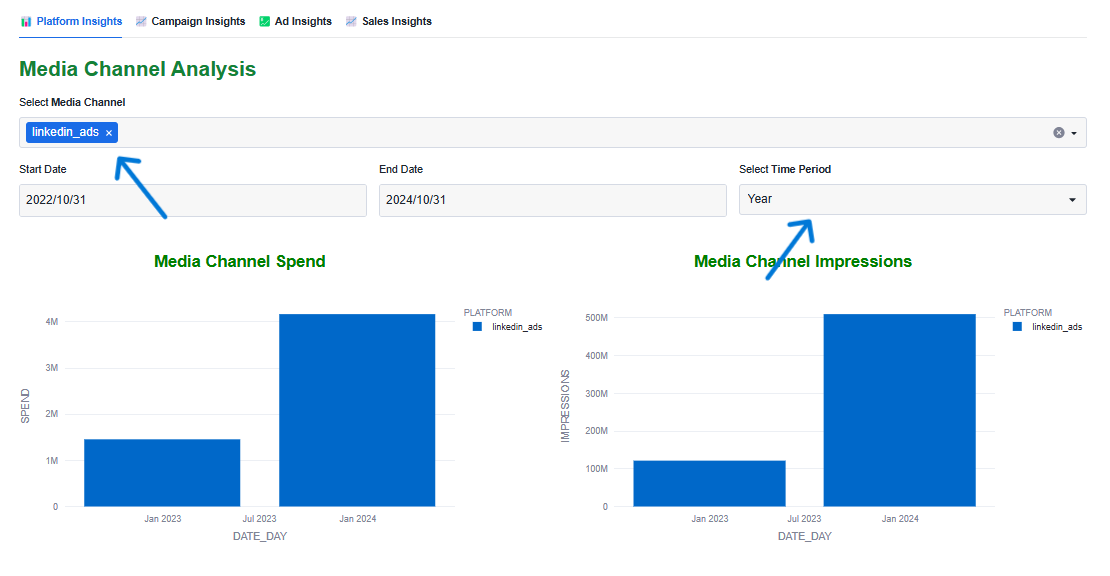 Platform Insights Campaign Insights Ad Insights Sales Insights
Media Channel Analysis
Select Media Channel
linkedin_ads ×
Start Date End Date Select Time Period
2022/10/31 2024/10/31 Year
Media Channel Spend
SPEND
4M
3M
2M
1M
0
Jan 2023 Jul 2023 Jan 2024
DATE_DAY
PLATFORM
linkedin_ads
Media Channel Impressions
IMPRESSIONS
500M
400M
300M
200M
100M
0
Jan 2023 Jul 2023 Jan 2024
DATE_DAY
PLATFORM
linkedin_ads